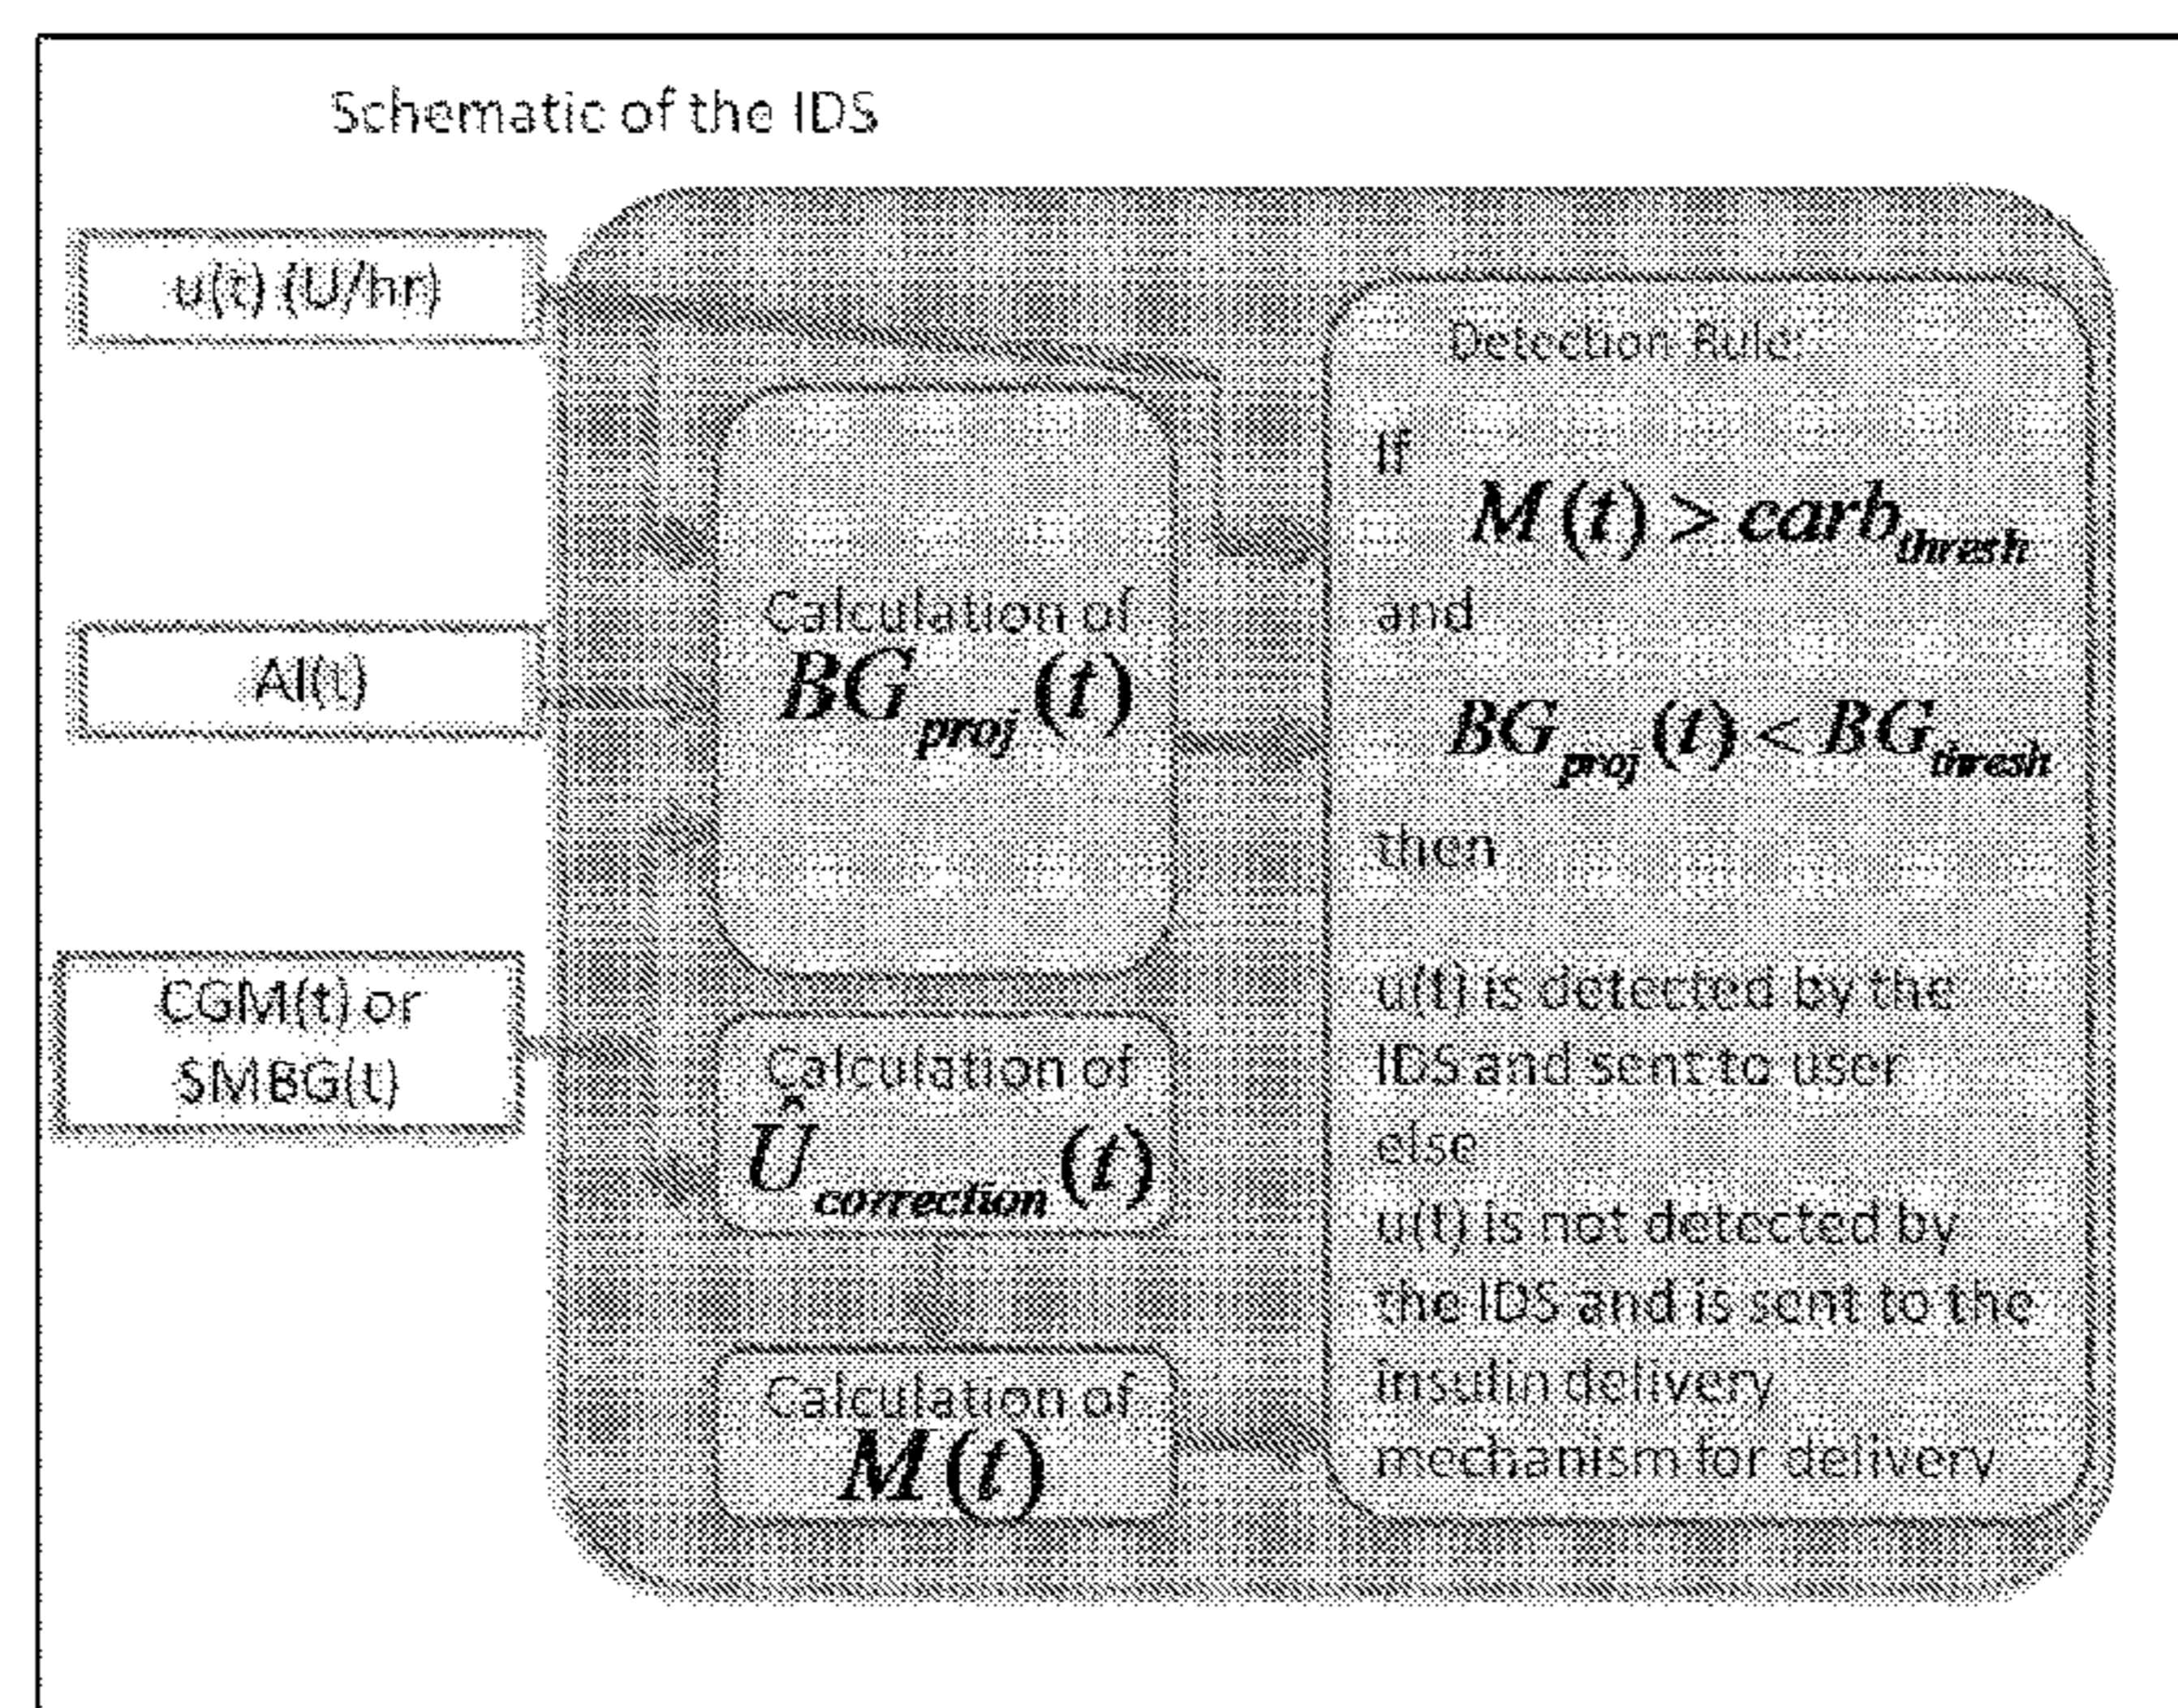 Schematic of the IDS
u(t) (U/hr)
AI(t)
CGM(t) or
SMBG(t)
Calculation of
BG_proj(t)
Calculation of
Û_correction(t)
Calculation of
M(t)
Detection Rule:
If
M(t) > carb_thresh
and
BG_proj(t) < BG_thresh
then
u(t) is detected by the
IDS and sent to user
else
u(t) is not detected by
the IDS and is sent to the
insulin delivery
mechanism for delivery